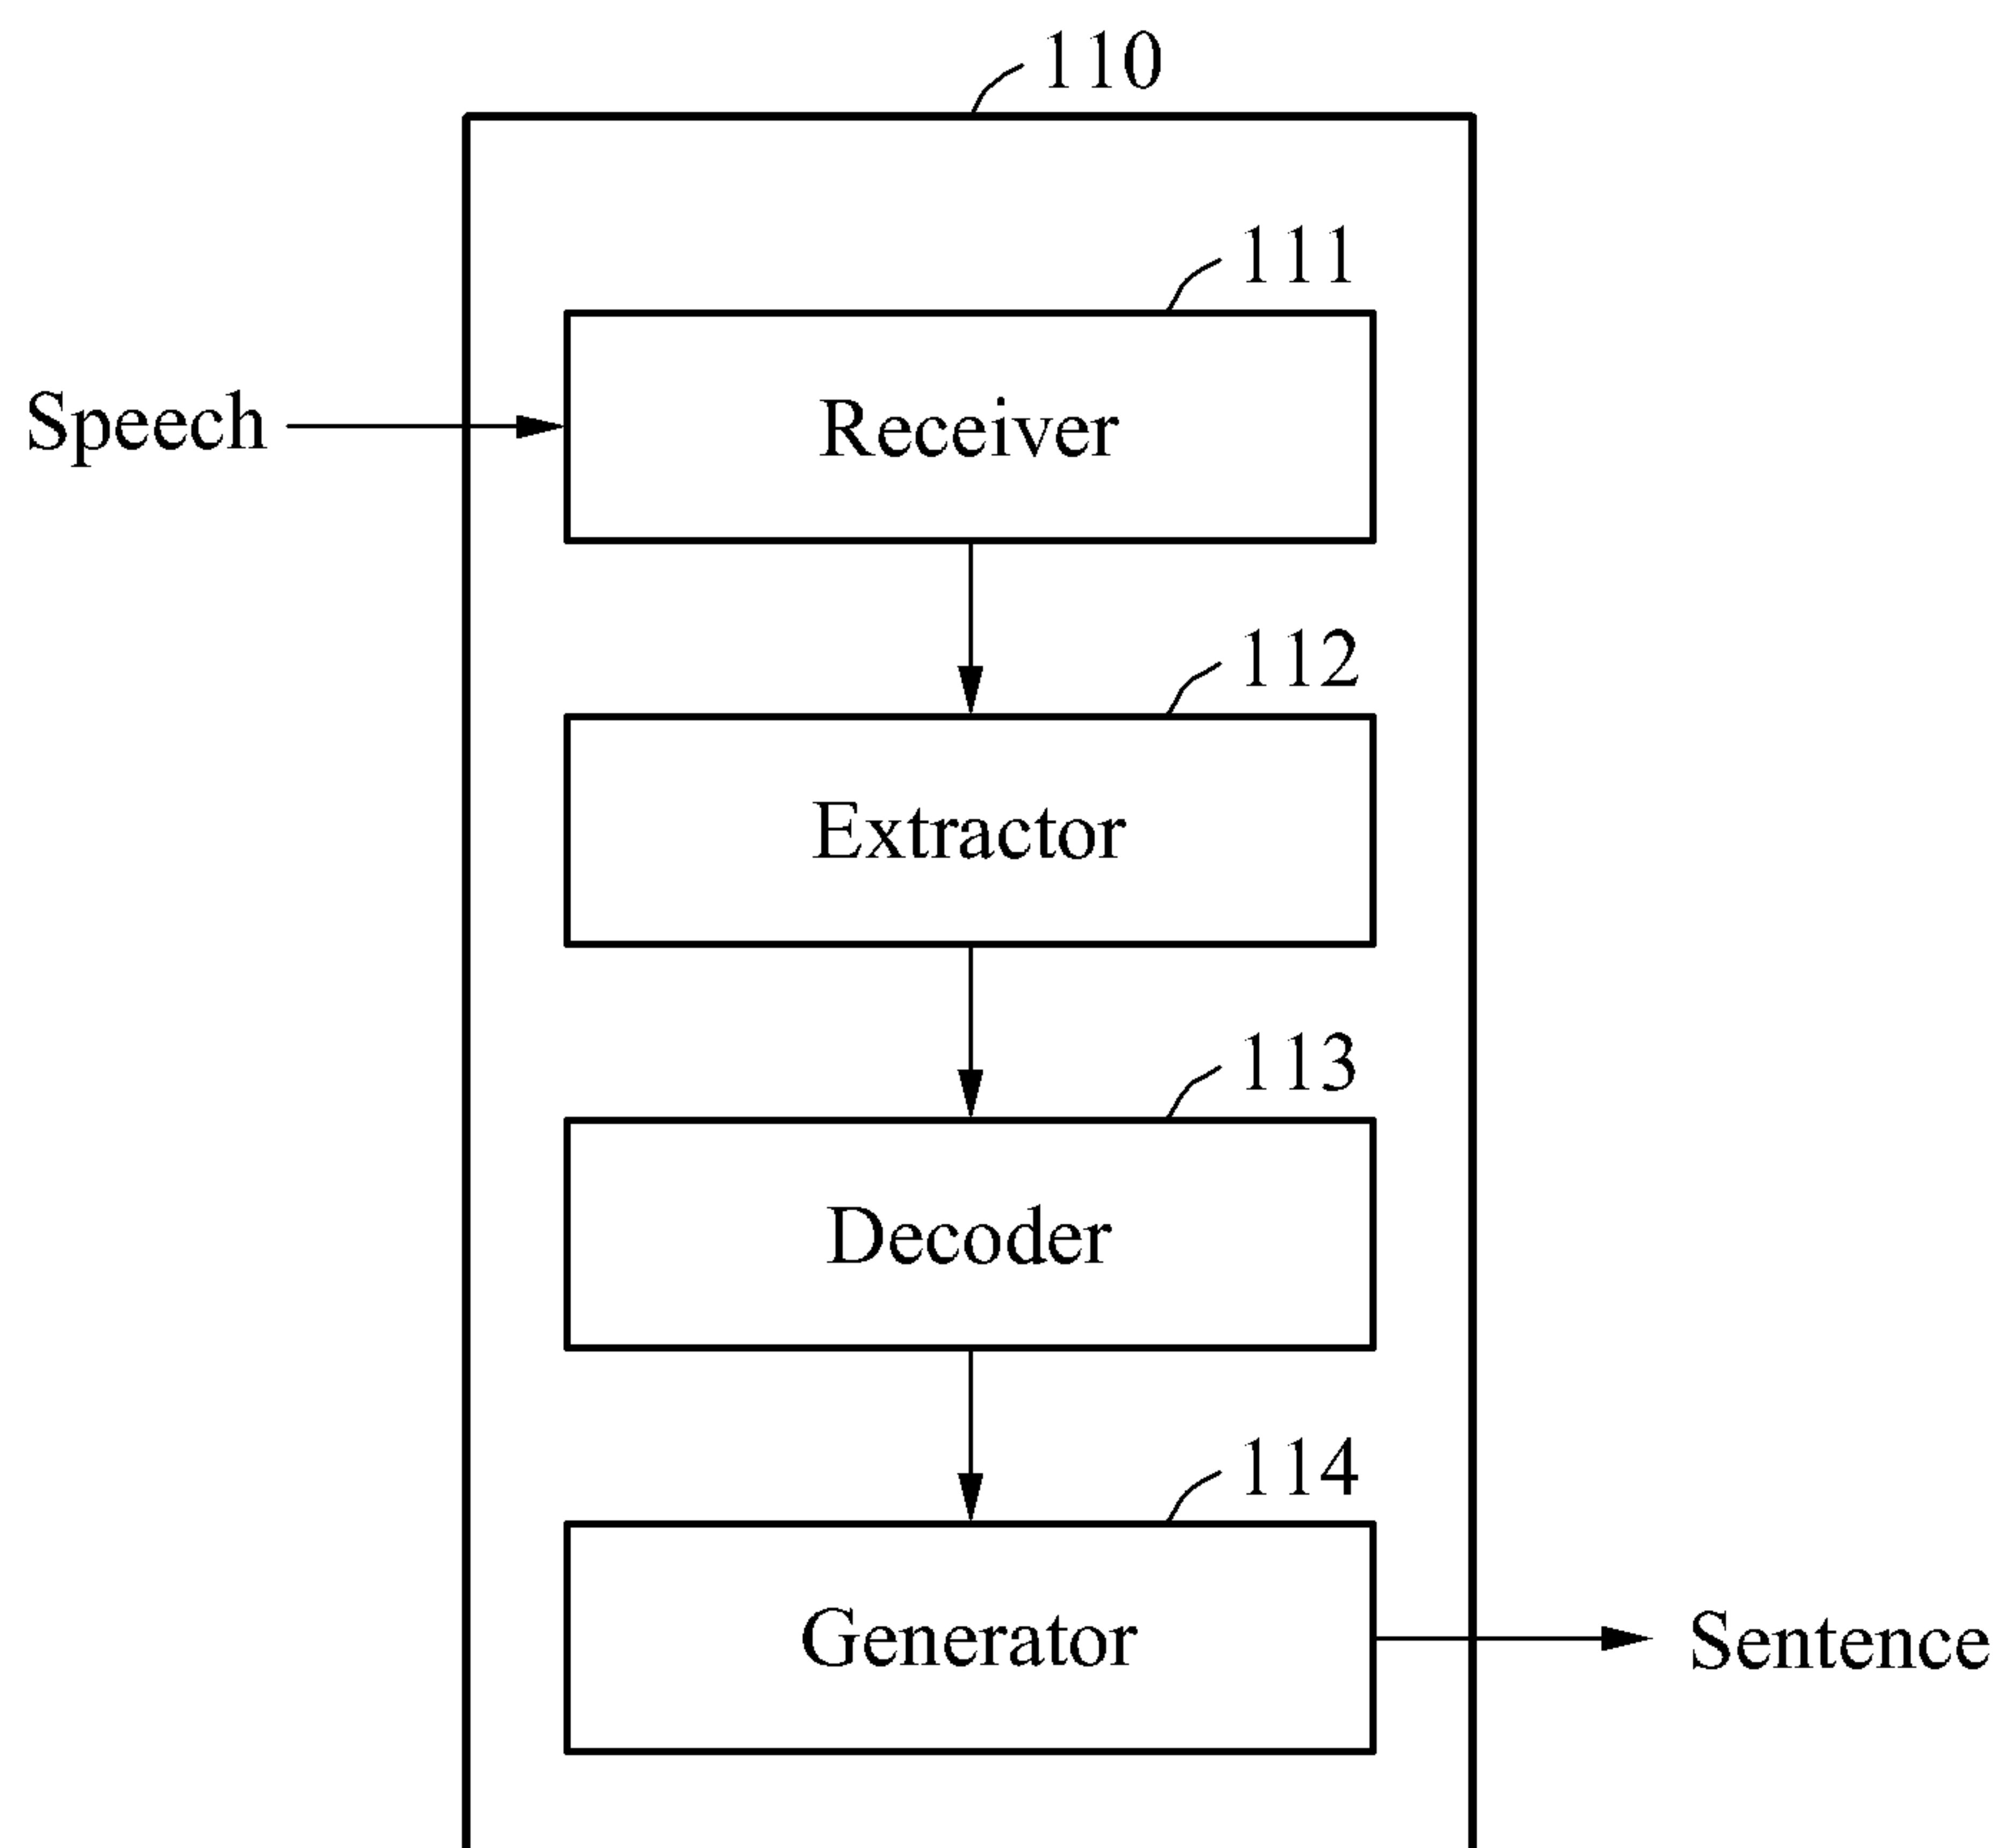 110
111
Speech
Receiver
112
Extractor
113
Decoder
114
Generator
Sentence